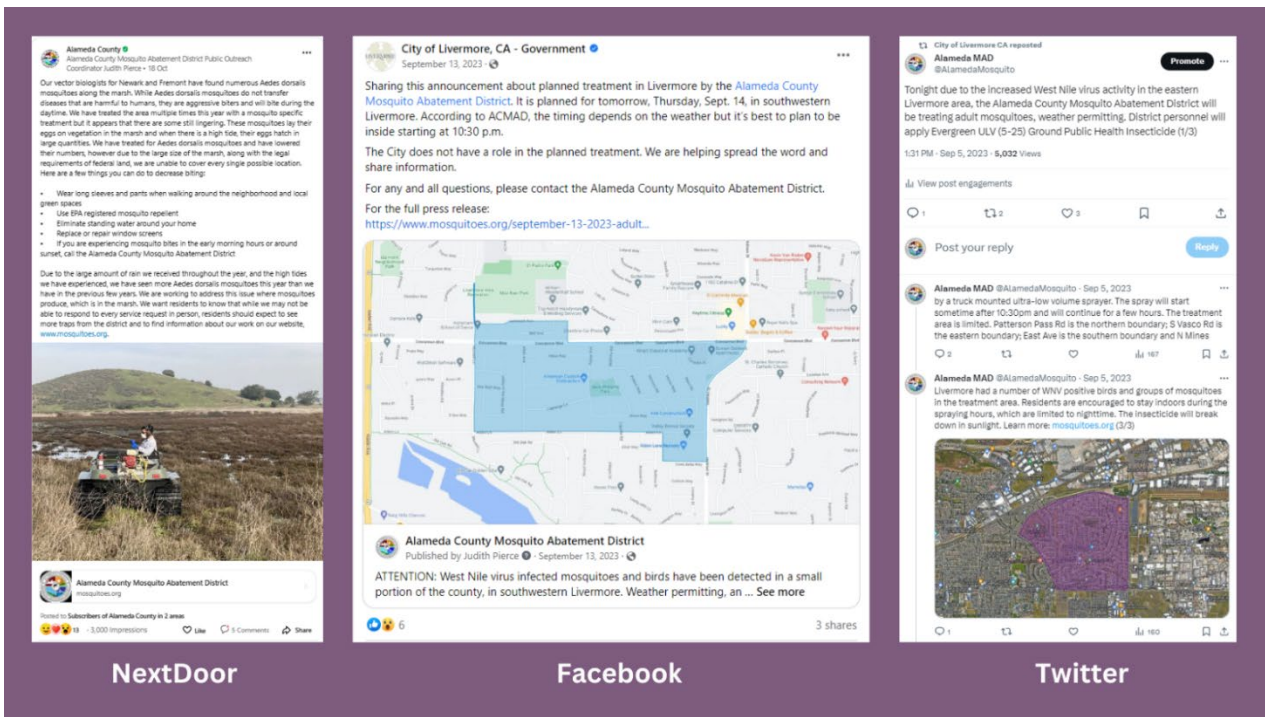 Alameda County
Alameda County Mosquito Abatement District Public Outreach
Coordinator Judith Pierce • 18 Oct
Our vector biologists for Newark and Fremont have found numerous Aedes dorsalis
mosquitoes along the marsh. While Aedes dorsalis mosquitoes do not transfer
diseases that are harmful to humans, they are aggressive biters and will bite during the
daytime. We have treated the area multiple times this year with a mosquito specific
treatment but it appears that there are some still lingering. These mosquitoes lay their
eggs on vegetation in the marsh and when there is a high tide, their eggs hatch in
large quantities. We have treated for Aedes dorsalis mosquitoes and have lowered
their numbers, however due to the large size of the marsh, along with the legal
requirements of federal land, we are unable to cover every single possible location.
Here are a few things you can do to decrease biting:
• Wear long sleeves and pants when walking around the neighborhood and local
green spaces
• Use EPA registered mosquito repellent
• Eliminate standing water around your home
• Replace or repair window screens
• If you are experiencing mosquito bites in the early morning hours or around
sunset, call the Alameda County Mosquito Abatement District
Due to the large amount of rain we received throughout the year, and the high tides
we have experienced, we have seen more Aedes dorsalis mosquitoes this year than we
have in the previous few years. We are working to address this issue where mosquitoes
produce, which is in the marsh. We want residents to know that while we may not be
able to respond to every service request in person, residents should expect to see
more traps from the district and to find information about our work on our website,
www.mosquitoes.org.
Alameda County Mosquito Abatement District
mosquitoes.org
Posted to Subscribers of Alameda County in 2 areas
13 · 3,000 Impressions Like 5 Comments Share
NextDoor
City of Livermore, CA - Government
September 13, 2023 ·
Sharing this announcement about planned treatment in Livermore by the Alameda County
Mosquito Abatement District. It is planned for tomorrow, Thursday, Sept. 14, in southwestern
Livermore. According to ACMAD, the timing depends on the weather but it's best to plan to be
inside starting at 10:30 p.m.
The City does not have a role in the planned treatment. We are helping spread the word and
share information.
For any and all questions, please contact the Alameda County Mosquito Abatement District.
For the full press release:
https://www.mosquitoes.org/september-13-2023-adult...
Alameda County Mosquito Abatement District
Published by Judith Pierce · September 13, 2023 ·
ATTENTION: West Nile virus infected mosquitoes and birds have been detected in a small
portion of the county, in southwestern Livermore. Weather permitting, an ... See more
6 3 shares
Facebook
City of Livermore CA reposted
Alameda MAD
@AlamedaMosquito
Promote
Tonight due to the increased West Nile virus activity in the eastern
Livermore area, the Alameda County Mosquito Abatement District will
be treating adult mosquitoes, weather permitting. District personnel will
apply Evergreen ULV (5-25) Ground Public Health Insecticide (1/3)
1:31 PM · Sep 5, 2023 · 5,032 Views
View post engagements
1 2 3
Post your reply
Reply
Alameda MAD @AlamedaMosquito · Sep 5, 2023
by a truck mounted ultra-low volume sprayer. The spray will start
sometime after 10:30pm and will continue for a few hours. The treatment
area is limited. Patterson Pass Rd is the northern boundary; S Vasco Rd is
the eastern boundary; East Ave is the southern boundary and N Mines
2 167
Alameda MAD @AlamedaMosquito · Sep 5, 2023
Livermore had a number of WNV positive birds and groups of mosquitoes
in the treatment area. Residents are encouraged to stay indoors during the
spraying hours, which are limited to nighttime. The insecticide will break
down in sunlight. Learn more: mosquitoes.org (3/3)
1 160
Twitter